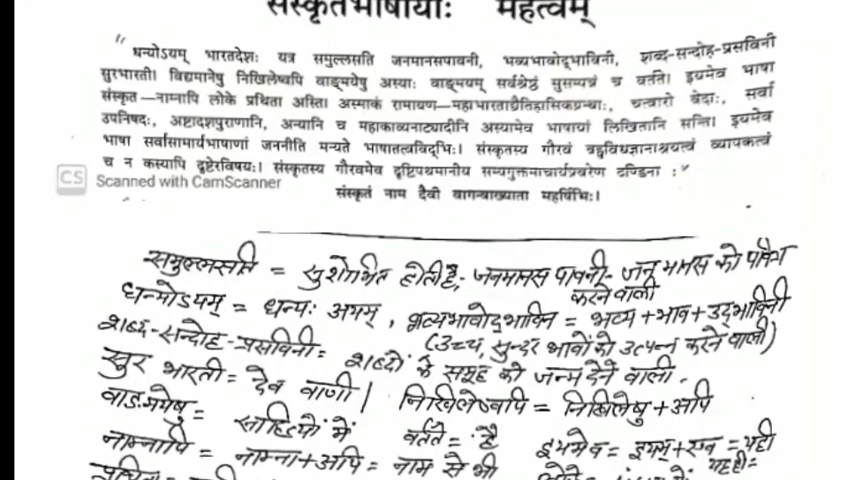 संस्कृतभाषायाः महत्वम्
" धन्योऽयम् भारतदेशः यत्र समुल्लसति जनमानसपावनी, भव्यभावोद्भाविनी, शब्द-सन्दोह-प्रसविनी
सुरभारती। विद्यमानेषु निखिलेष्वपि वाङ्मयेषु अस्याः वाङ्मयम् सर्वश्रेष्ठं सुसम्पन्नं च वर्तते। इयमेव भाषा
संस्कृत—नाम्नापि लोके प्रथिता अस्ति। अस्माकं रामायण—महाभारताद्यैतिहासिकग्रन्थाः, चत्वारो वेदाः, सर्वा
उपनिषदः, अष्टादशपुराणानि, अन्यानि च महाकाव्यनाट्यादीनि अस्यामेव भाषायां लिखितानि सन्ति। इयमेव
भाषा सर्वासामार्यभाषाणां जननीति मन्यते भाषातत्वविद्भिः। संस्कृतस्य गौरवं बहुविधज्ञानाश्रयत्वं व्यापकत्वं
च न कस्यापि दृष्टेरविषयः। संस्कृतस्य गौरवमेव दृष्टिपथमानीय सम्यगुक्तमाचार्यप्रवरेण दण्डिना :"
CS Scanned with CamScanner
संस्कृतं नाम दैवी वागन्वाख्याता महर्षिभिः।
समुल्लसति = सुशोभित होती है, जनमानस पावनी- जन मानस को पवित्र
करने वाली
धन्योऽयम् = धन्यः अयम्, भव्यभावोद्भाविनि = भव्य+भाव+उद्भाविनी
(उच्च, सुन्दर भावों को उत्पन्न करने वाली)
शब्द-सन्दोह-प्रसविनी = शब्दों के समूह को जन्म देने वाली.
सुर भारती = देव वाणी | निखिलेष्वपि = निखिलेषु+अपि
वाङमयेषु = साहित्यों में वर्तते = है इयमेव = इयम्+एव = यही
नाम्नापि = नाम्ना+अपि = नाम से भी